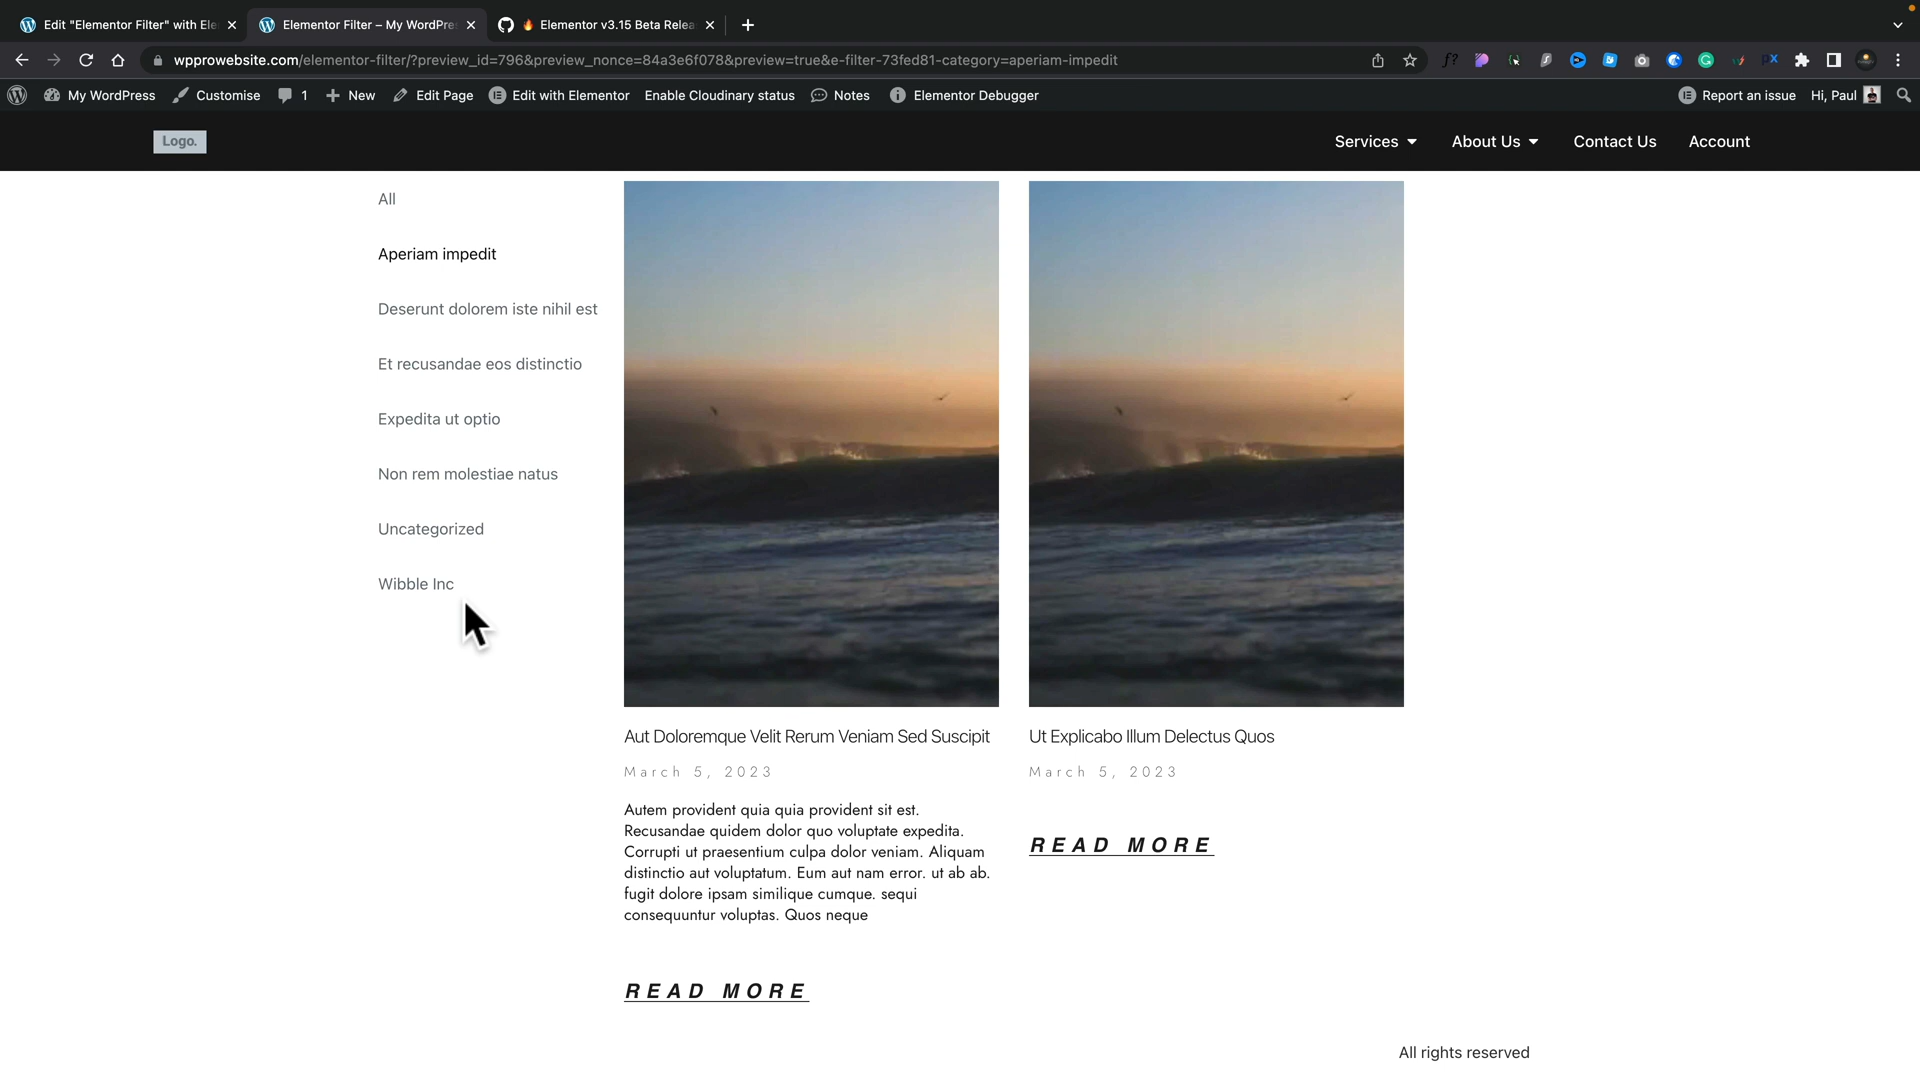 Edit "Elementor Filter" with Ele
Elementor Filter – My WordPre
Elementor v3.15 Beta Relea
wpprowebsite.com/elementor-filter/?preview_id=796&preview_nonce=84a3e6f078&preview=true&e-filter-73fed81-category=aperiam-impedit
My WordPress
Customise
1
New
Edit Page
Edit with Elementor
Enable Cloudinary status
Notes
Elementor Debugger
Report an issue
Hi, Paul
Logo.
Services
About Us
Contact Us
Account
All
Aperiam impedit
Deserunt dolorem iste nihil est
Et recusandae eos distinctio
Expedita ut optio
Non rem molestiae natus
Uncategorized
Wibble Inc
Aut Doloremque Velit Rerum Veniam Sed Suscipit
March 5, 2023
Autem provident quia quia provident sit est.
Recusandae quidem dolor quo voluptate expedita.
Corrupti ut praesentium culpa dolor veniam. Aliquam
distinctio aut voluptatum. Eum aut nam error. ut ab ab.
fugit dolore ipsam similique cumque. sequi
consequuntur voluptas. Quos neque
READ MORE
Ut Explicabo Illum Delectus Quos
March 5, 2023
READ MORE
All rights reserved